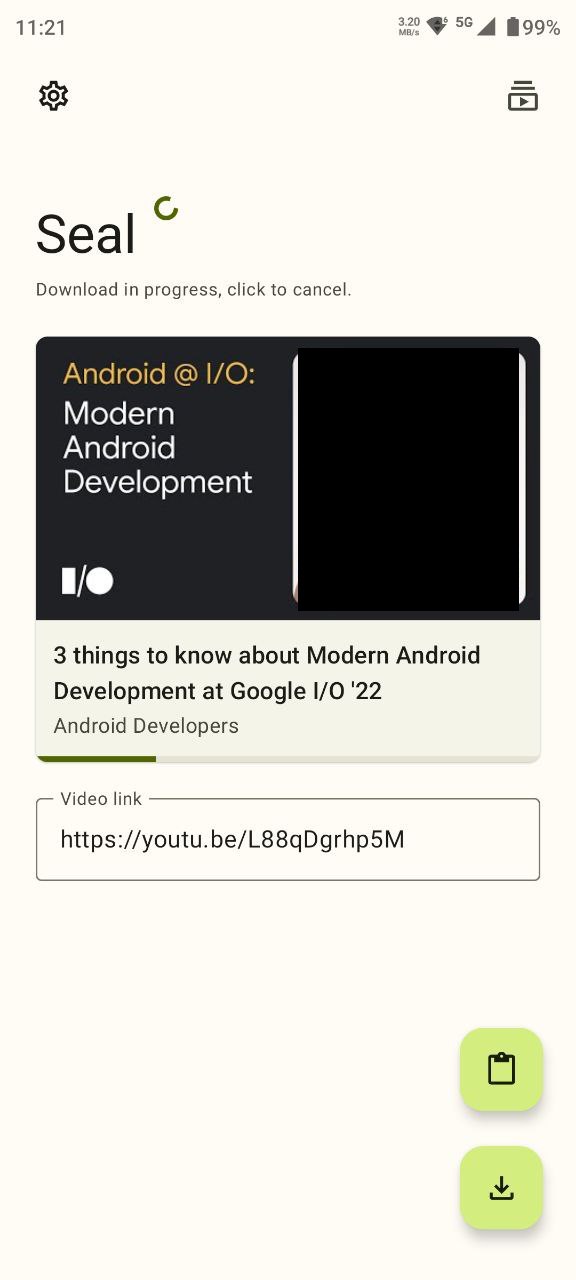 11:21
3.20
MB/s
6
5G
99%
Seal
Download in progress, click to cancel.
Android @ I/O:
Modern
Android
Development
I/O
3 things to know about Modern Android
Development at Google I/O '22
Android Developers
Video link
https://youtu.be/L88qDgrhp5M